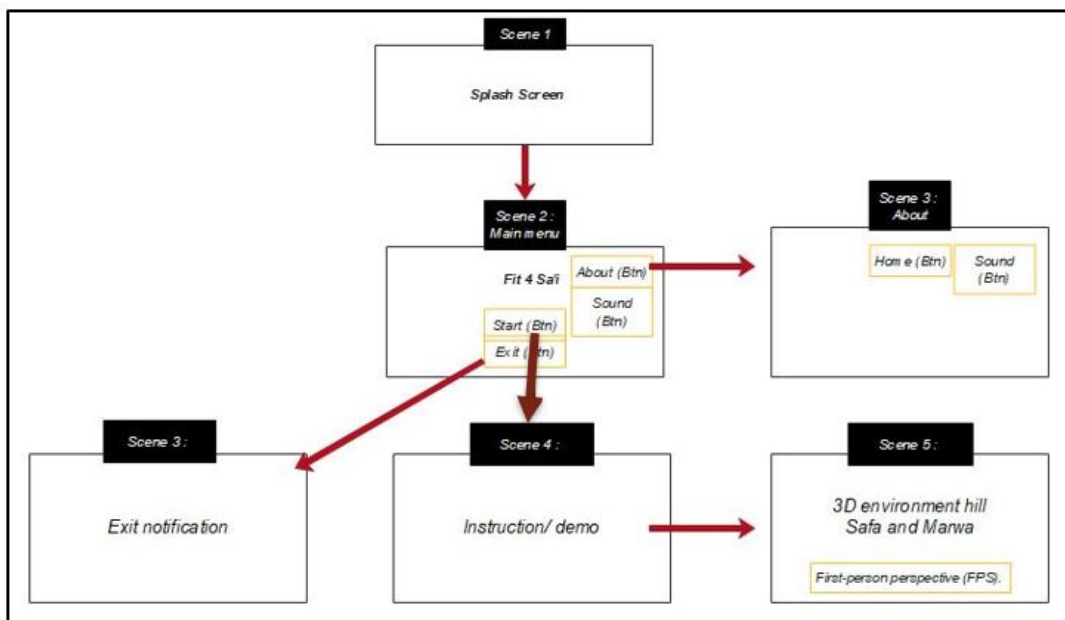 Scene 1
Splash Screen
Scene 2 :
Main menu
Fit 4 Sa'i
About (Btn)
Sound
(Btn)
Start (Btn)
Exit (Btn)
Scene 3 :
About
Home (Btn)
Sound
(Btn)
Scene 3 :
Exit notification
Scene 4 :
Instruction/ demo
Scene 5 :
3D environment hill
Safa and Marwa
First-person perspective (FPS).